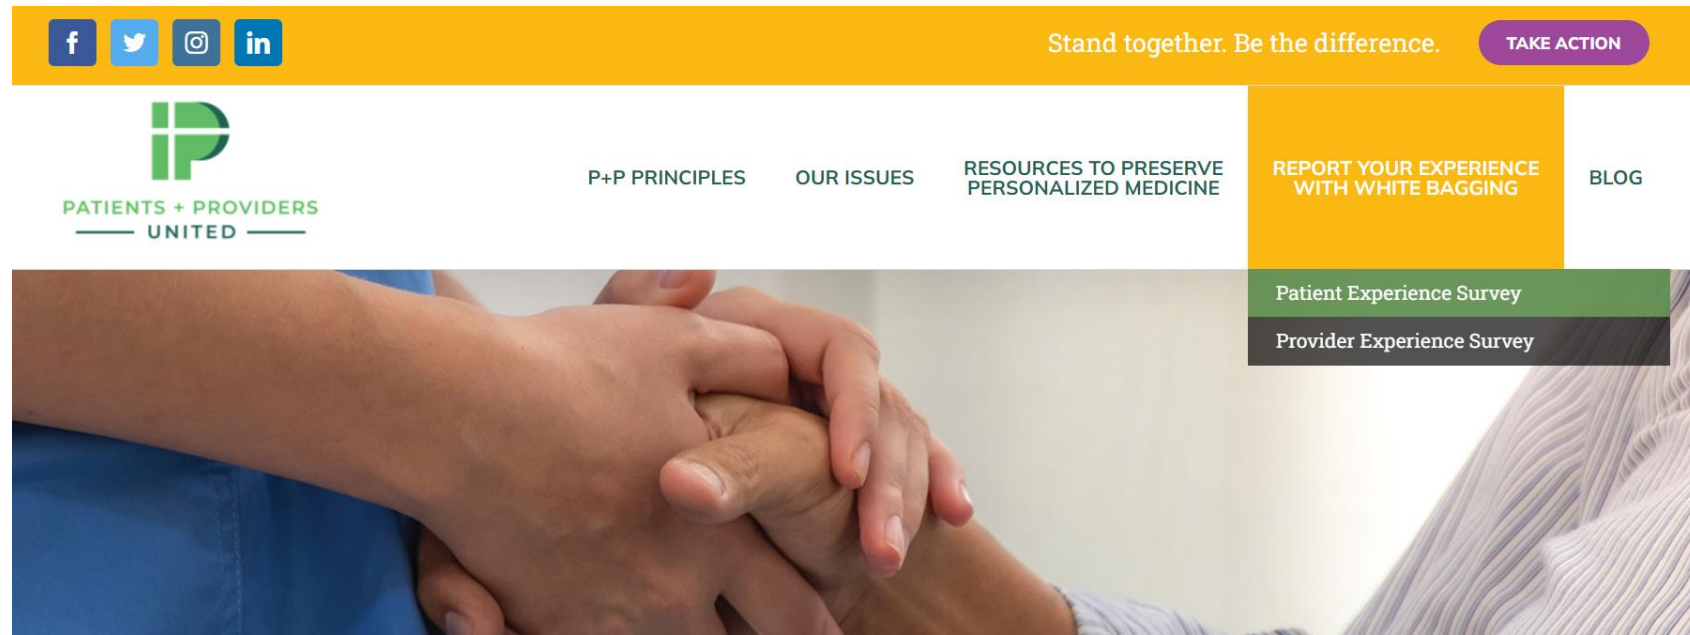 f
in
Stand together. Be the difference.
TAKE ACTION
PATIENTS + PROVIDERS
UNITED
P+P PRINCIPLES
OUR ISSUES
RESOURCES TO PRESERVE
PERSONALIZED MEDICINE
REPORT YOUR EXPERIENCE
WITH WHITE BAGGING
BLOG
Patient Experience Survey
Provider Experience Survey